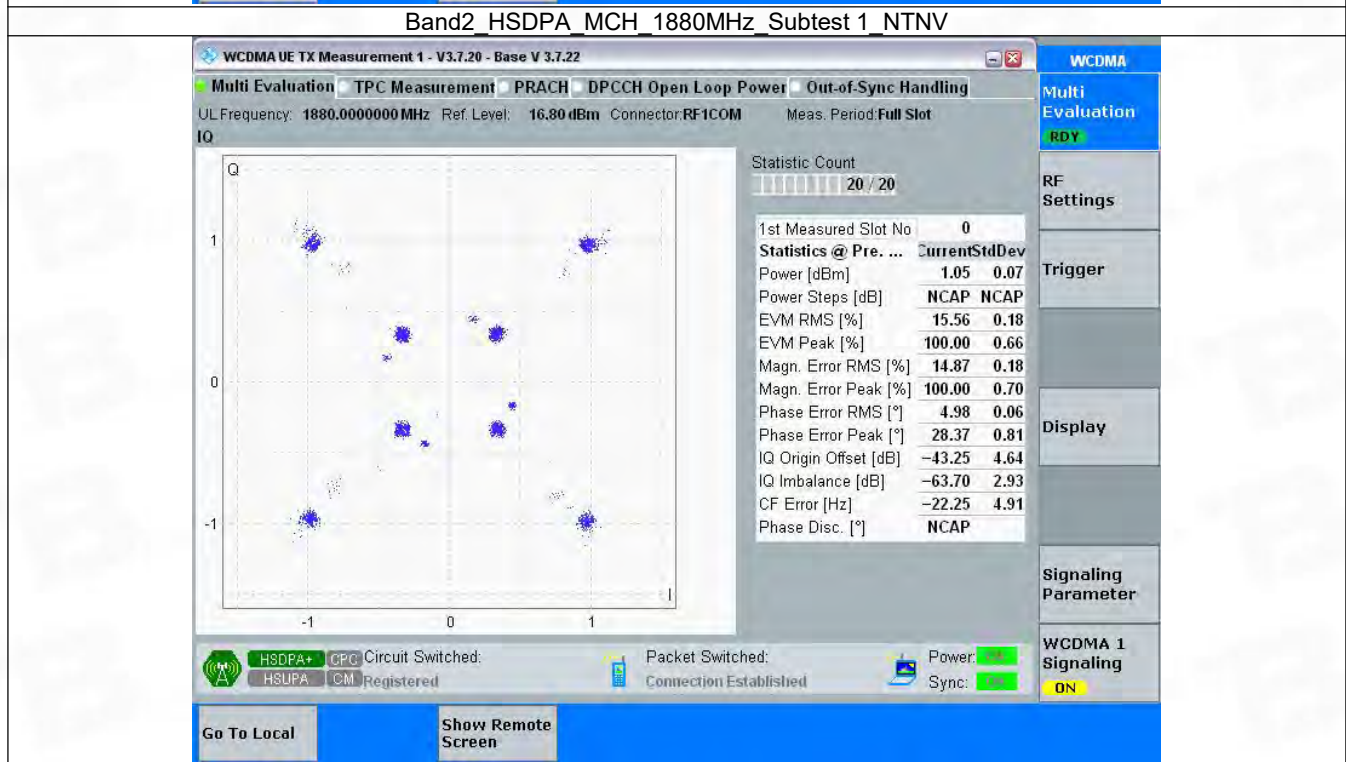 Band2_HSDPA_MCH_1880MHz_Subtest 1_NTNV
WCDMA UE TX Measurement 1 - V3.7.20 - Base V 3.7.22
WCDMA
Multi Evaluation TPC Measurement PRACH DPCCH Open Loop Power Out-of-Sync Handling
UL Frequency: 1880.0000000 MHz Ref. Level: 16.80 dBm Connector:RF1COM Meas. Period:Full Slot
IQ
Multi
Evaluation
RDY
RF
Settings
Trigger
Display
Signaling
Parameter
WCDMA 1
Signaling
ON
Q
1
0
-1
-1 0 1
I
Statistic Count
20 / 20
1st Measured Slot No 0
Statistics @ Pre. ... CurrentStdDev
Power [dBm] 1.05 0.07
Power Steps [dB] NCAP NCAP
EVM RMS [%] 15.56 0.18
EVM Peak [%] 100.00 0.66
Magn. Error RMS [%] 14.87 0.18
Magn. Error Peak [%] 100.00 0.70
Phase Error RMS [°] 4.98 0.06
Phase Error Peak [°] 28.37 0.81
IQ Origin Offset [dB] −43.25 4.64
IQ Imbalance [dB] −63.70 2.93
CF Error [Hz] −22.25 4.91
Phase Disc. [°] NCAP
HSDPA+ CPC Circuit Switched: Packet Switched: Power:
HSUPA CM Registered Connection Established Sync:
Go To Local
Show Remote
Screen